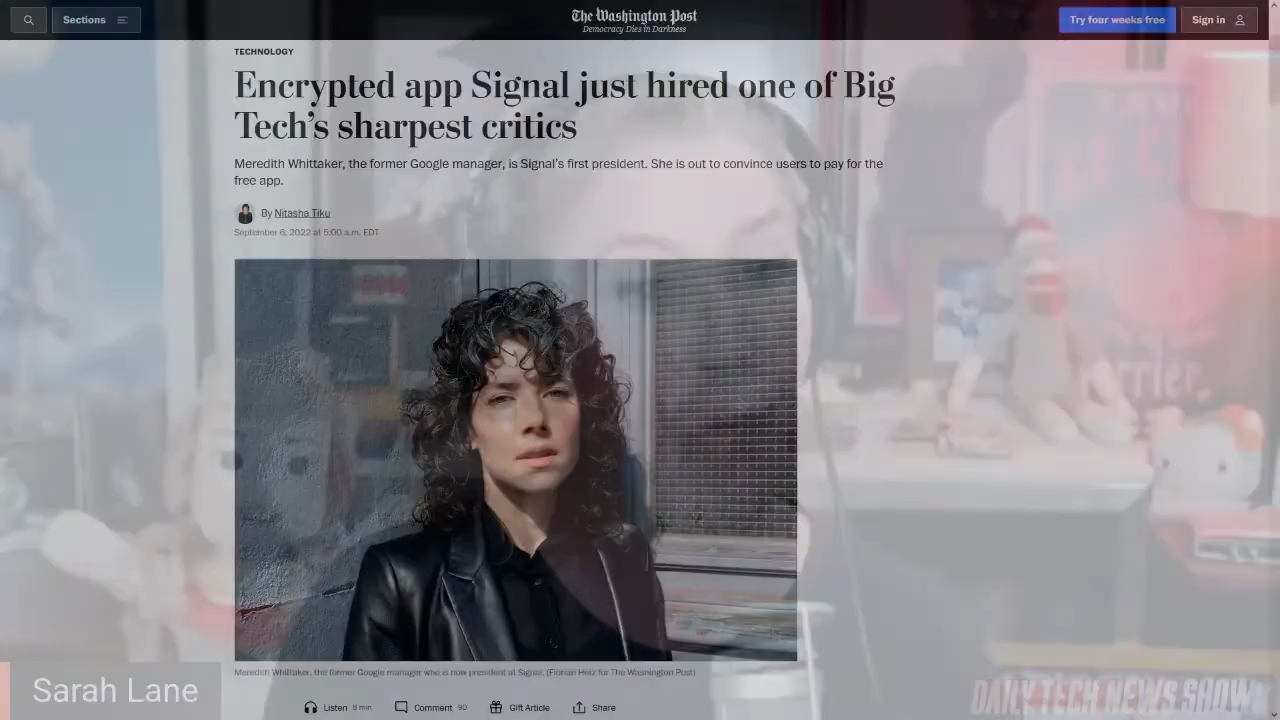 Sections
The Washington Post
Democracy Dies in Darkness
Try four weeks free
Sign in
TECHNOLOGY
Encrypted app Signal just hired one of Big
Tech's sharpest critics
Meredith Whittaker, the former Google manager, is Signal's first president. She is out to convince users to pay for the
free app.
By Nitasha Tiku
September 6, 2022 at 5:00 a.m. EDT
Meredith Whittaker, the former Google manager who is now president at Signal. (Florian Heiz for The Washington Post)
Sarah Lane
Listen 8 min
Comment 90
Gift Article
Share
DAILY TECH NEWS SHOW